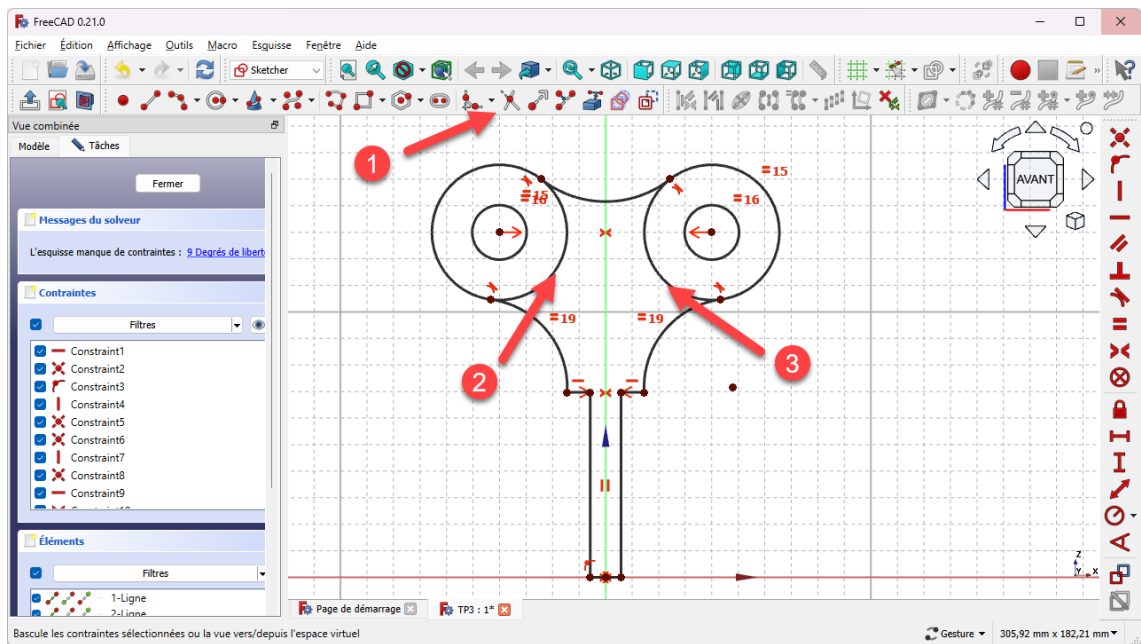 FreeCAD 0.21.0
Fichier Édition Affichage Outils Macro Esquisse Fenêtre Aide
Sketcher
Vue combinée
Modèle Tâches
Fermer
Messages du solveur
L'esquisse manque de contraintes : 9 Degrés de libert
Contraintes
Filtres
Constraint1
Constraint2
Constraint3
Constraint4
Constraint5
Constraint6
Constraint7
Constraint8
Constraint9
Éléments
Filtres
1-Ligne
2-Ligne
1
15
15
16
16
AVANT
19
19
2
3
Z
Y X
Page de démarrage
TP3 : 1*
Bascule les contraintes sélectionnées ou la vue vers/depuis l'espace virtuel
Gesture 305,92 mm x 182,21 mm